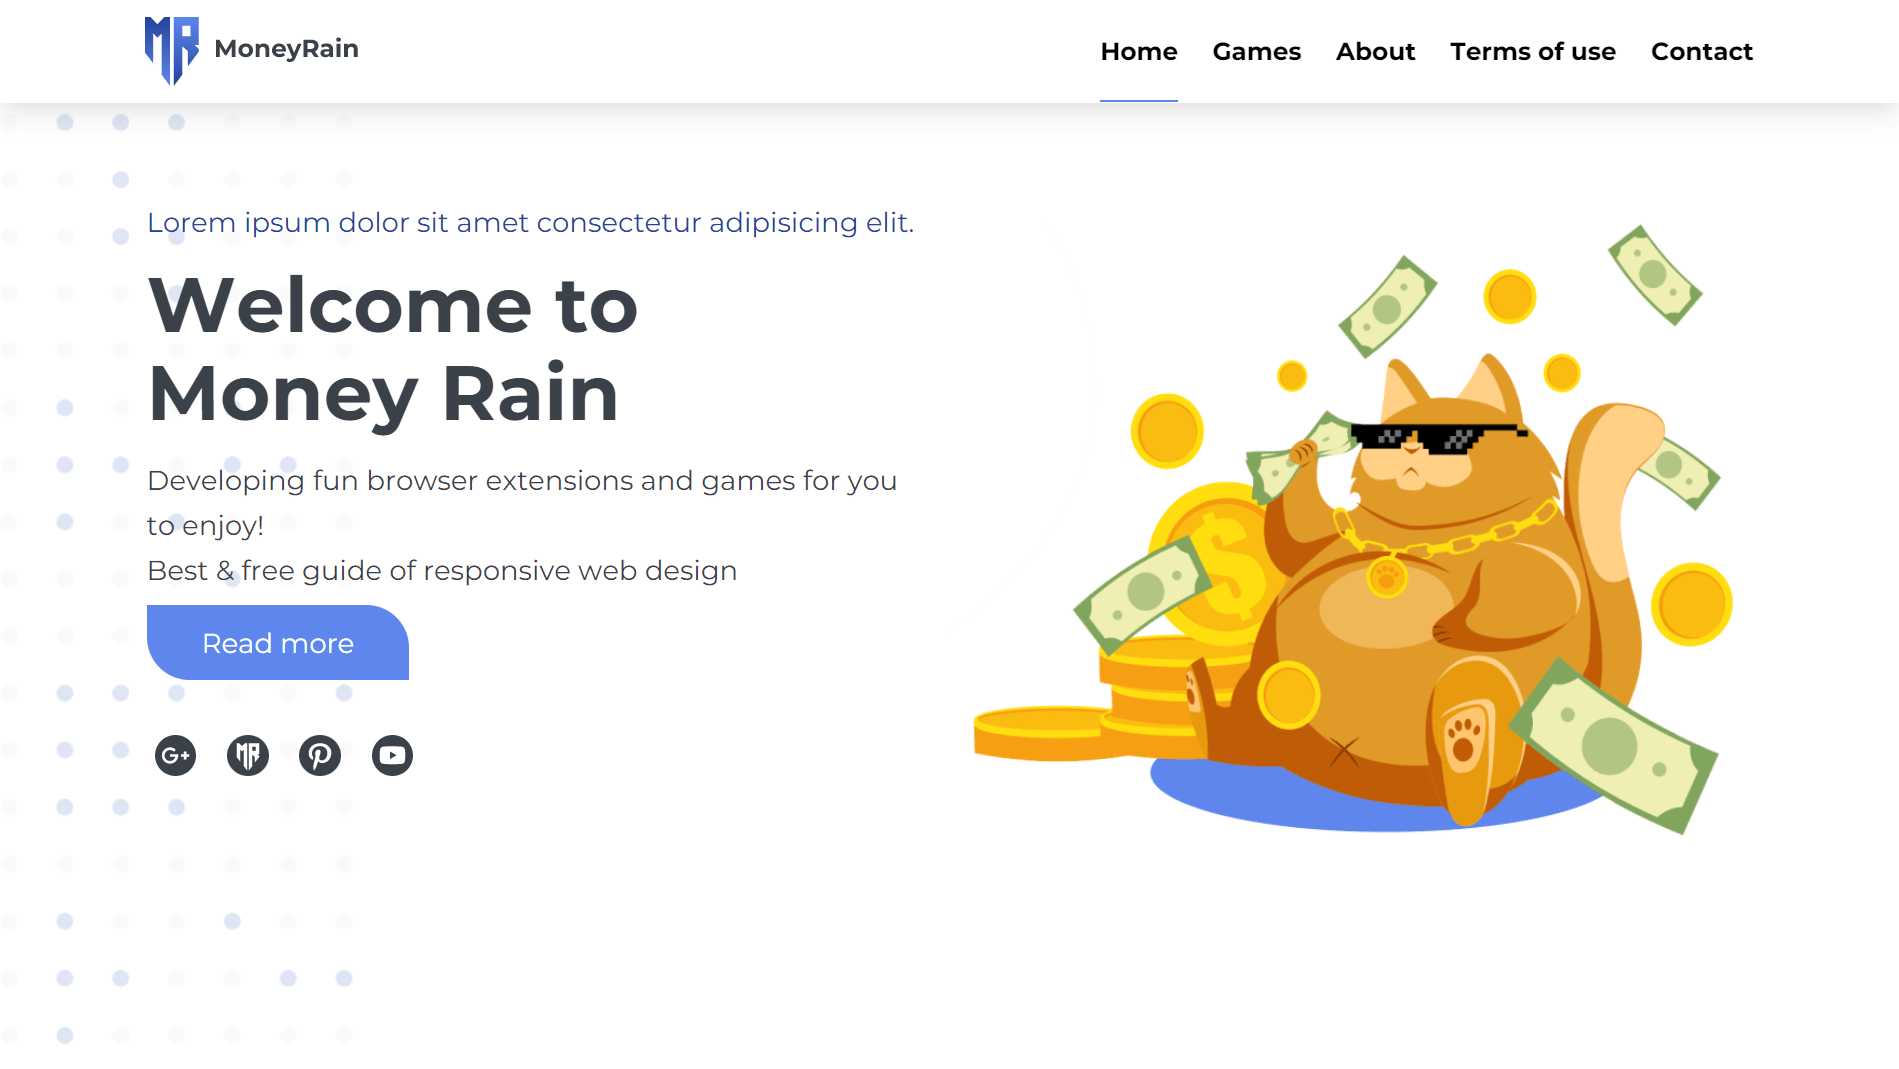 MR MoneyRain
Home Games About Terms of use Contact
Lorem ipsum dolor sit amet consectetur adipisicing elit.
Welcome to
Money Rain
Developing fun browser extensions and games for you
to enjoy!
Best & free guide of responsive web design
Read more
G+ MR
$